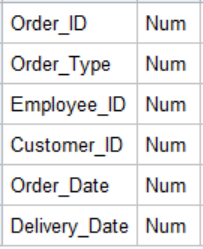 Order_ID Num
Order_Type Num
Employee_ID Num
Customer_ID Num
Order_Date Num
Delivery_Date Num